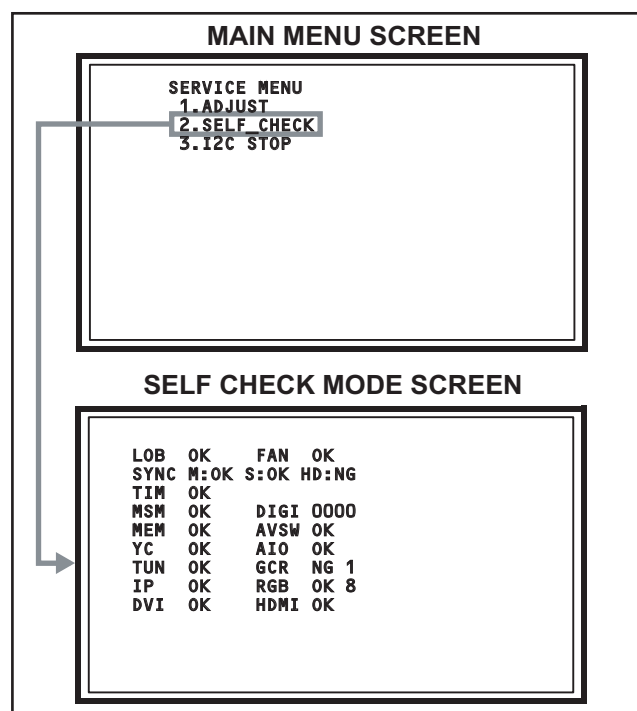 MAIN MENU SCREEN
SERVICE MENU
1.ADJUST
2.SELF_CHECK
3.I2C STOP
SELF CHECK MODE SCREEN
LOB OK FAN OK
SYNC M:OK S:OK HD:NG
TIM OK
MSM OK DIGI 0000
MEM OK AVSW OK
YC OK AIO OK
TUN OK GCR NG 1
IP OK RGB OK 8
DVI OK HDMI OK